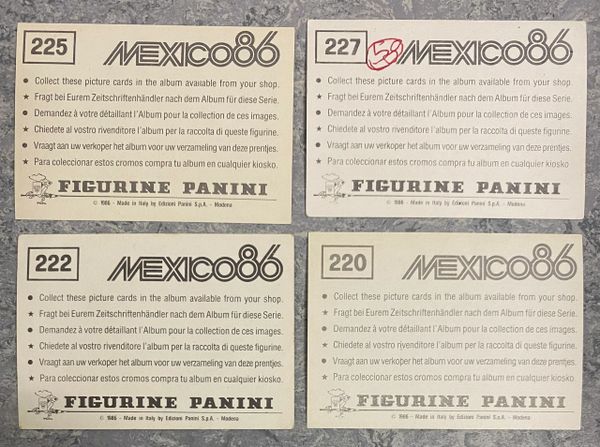 225 MEXICO86
● Collect these picture cards in the album available from your shop.
★ Fragt bei Eurem Zeitschriftenhändler nach dem Album für diese Serie.
● Demandez à votre détaillant l'Album pour la collection de ces images.
★ Chiedete al vostro rivenditore l'album per la raccolta di queste figurine.
● Vraagt aan uw verkoper het album voor uw verzameling van deze prentjes.
★ Para coleccionar estos cromos compra tu album en cualquier kiosko.
FIGURINE PANINI
© 1986 - Made in Italy by Edizioni Panini S.p.A. - Modena
227 58 MEXICO86
● Collect these picture cards in the album available from your shop.
★ Fragt bei Eurem Zeitschriftenhändler nach dem Album für diese Serie.
● Demandez à votre détaillant l'Album pour la collection de ces images.
★ Chiedete al vostro rivenditore l'album per la raccolta di queste figurine.
● Vraagt aan uw verkoper het album voor uw verzameling van deze prentjes.
★ Para coleccionar estos cromos compra tu album en cualquier kiosko
FIGURINE PANINI
© 1986 - Made in Italy by Edizioni Panini S.p.A. - Modena
222 MEXICO86
● Collect these picture cards in the album available from your shop.
★ Fragt bei Eurem Zeitschriftenhändler nach dem Album für diese Serie.
● Demandez à votre détaillant l'Album pour la collection de ces images.
★ Chiedete al vostro rivenditore l'album per la raccolta di queste figurine.
● Vraagt aan uw verkoper het album voor uw verzameling van deze prentjes.
★ Para coleccionar estos cromos compra tu album en cualquier kiosko.
FIGURINE PANINI
© 1986 - Made in Italy by Edizioni Panini S.p.A. - Modena
220 MEXICO86
● Collect these picture cards in the album available from your shop.
★ Fragt bei Eurem Zeitschriftenhändler nach dem Album für diese Serie.
● Demandez à votre détaillant l'Album pour la collection de ces images.
★ Chiedete al vostro rivenditore l'album per la raccolta di queste figurine.
● Vraagt aan uw verkoper het album voor uw verzameling van deze prentjes.
★ Para coleccionar estos cromos compra tu album en cualquier kiosko.
FIGURINE PANINI
© 1986 - Made in Italy by Edizioni Panini S.p.A. - Modena